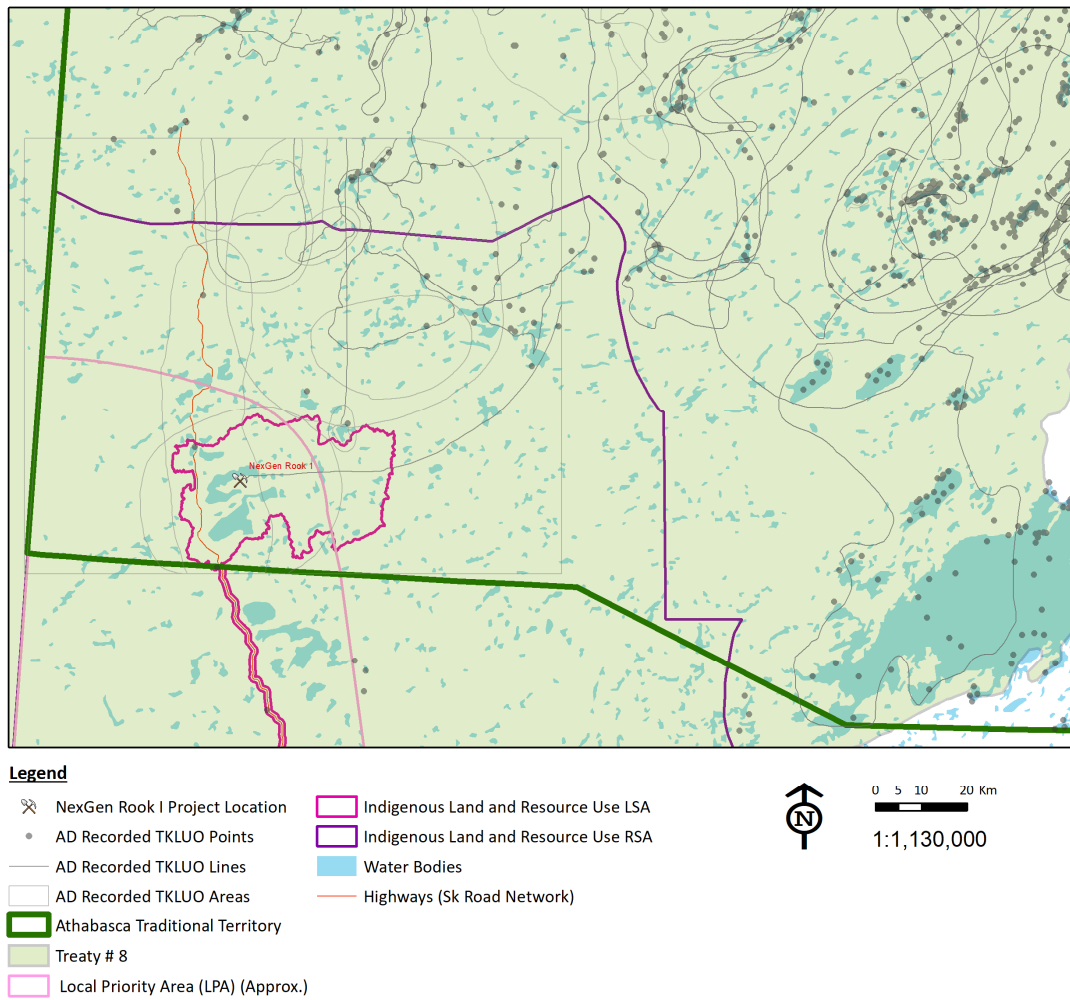 NexGen Rook 1
Legend
NexGen Rook I Project Location
AD Recorded TKLUO Points
AD Recorded TKLUO Lines
AD Recorded TKLUO Areas
Athabasca Traditional Territory
Treaty # 8
Local Priority Area (LPA) (Approx.)
Indigenous Land and Resource Use LSA
Indigenous Land and Resource Use RSA
Water Bodies
Highways (Sk Road Network)
N
0 5 10 20 Km
1:1,130,000